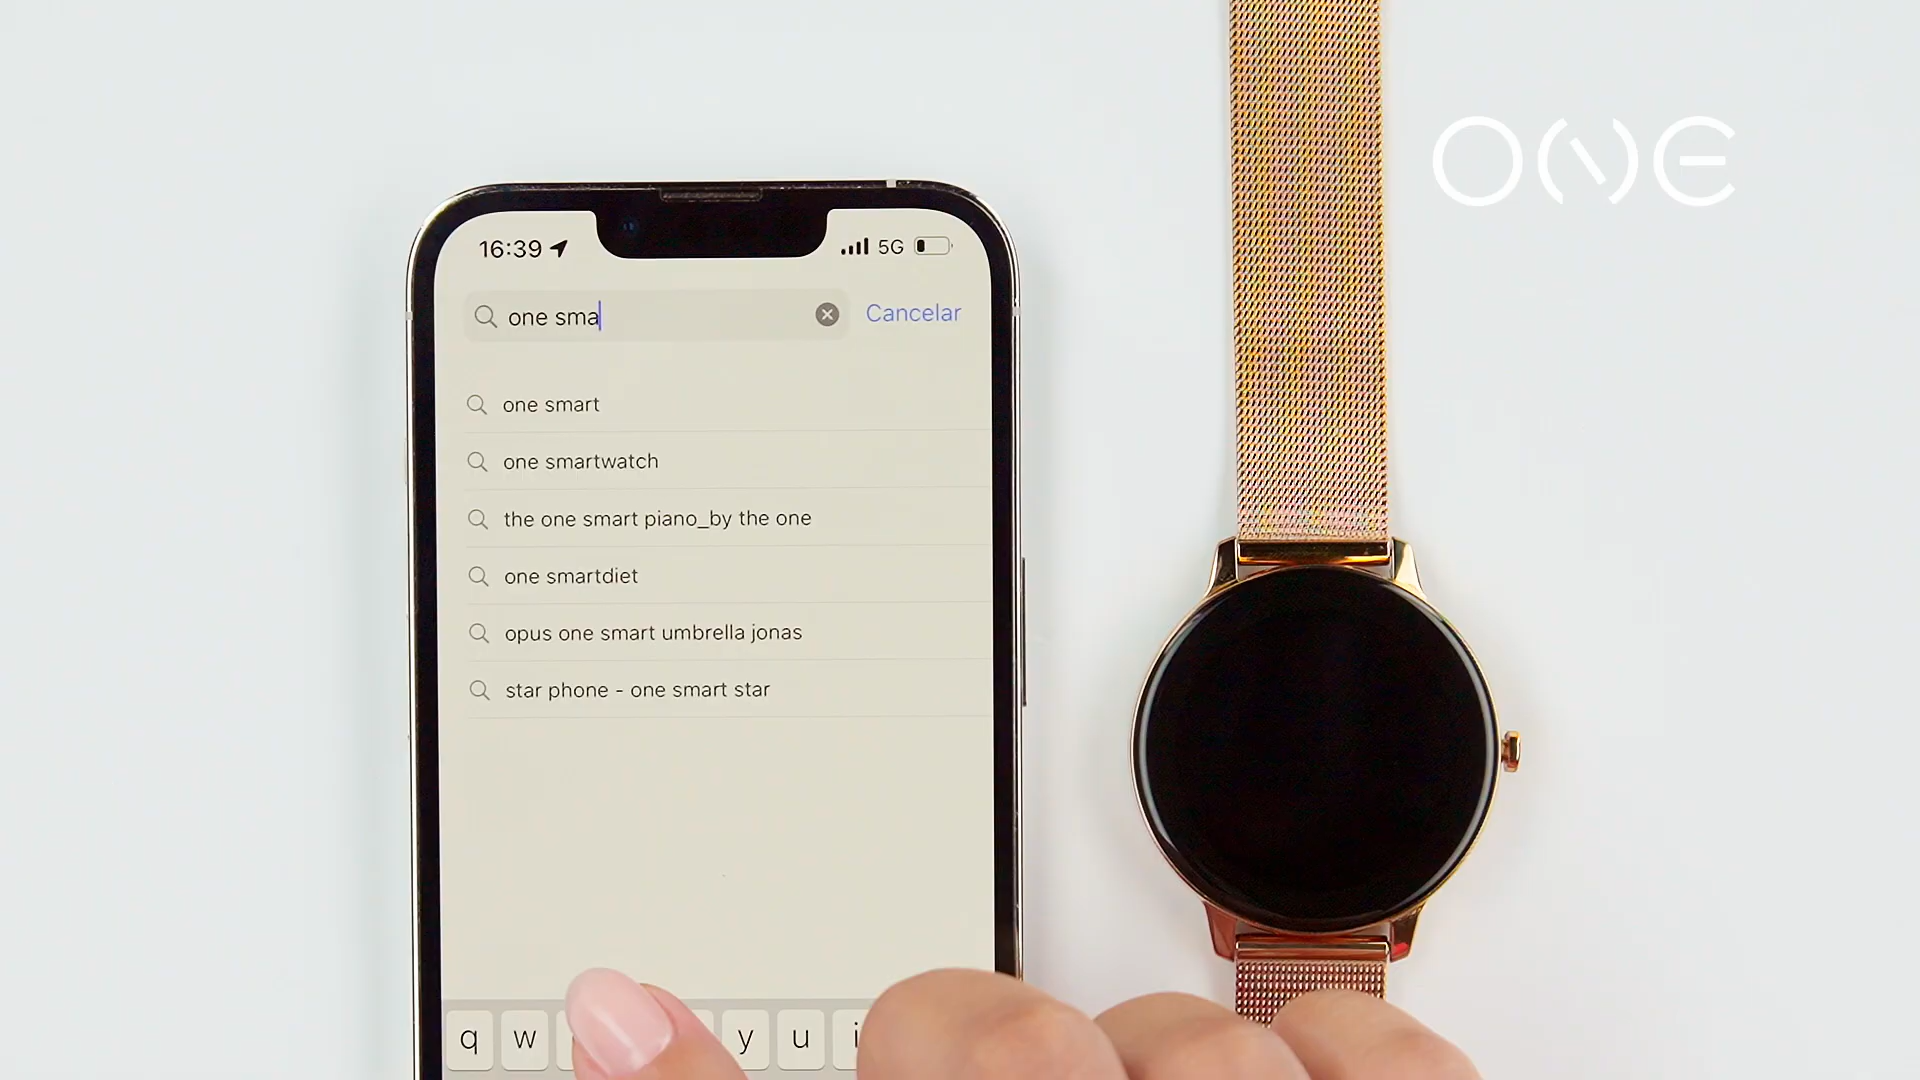 ONE
16:39
5G
one sma
Cancelar
one smart
one smartwatch
the one smart piano_by the one
one smartdiet
opus one smart umbrella jonas
star phone - one smart star
q w y u i